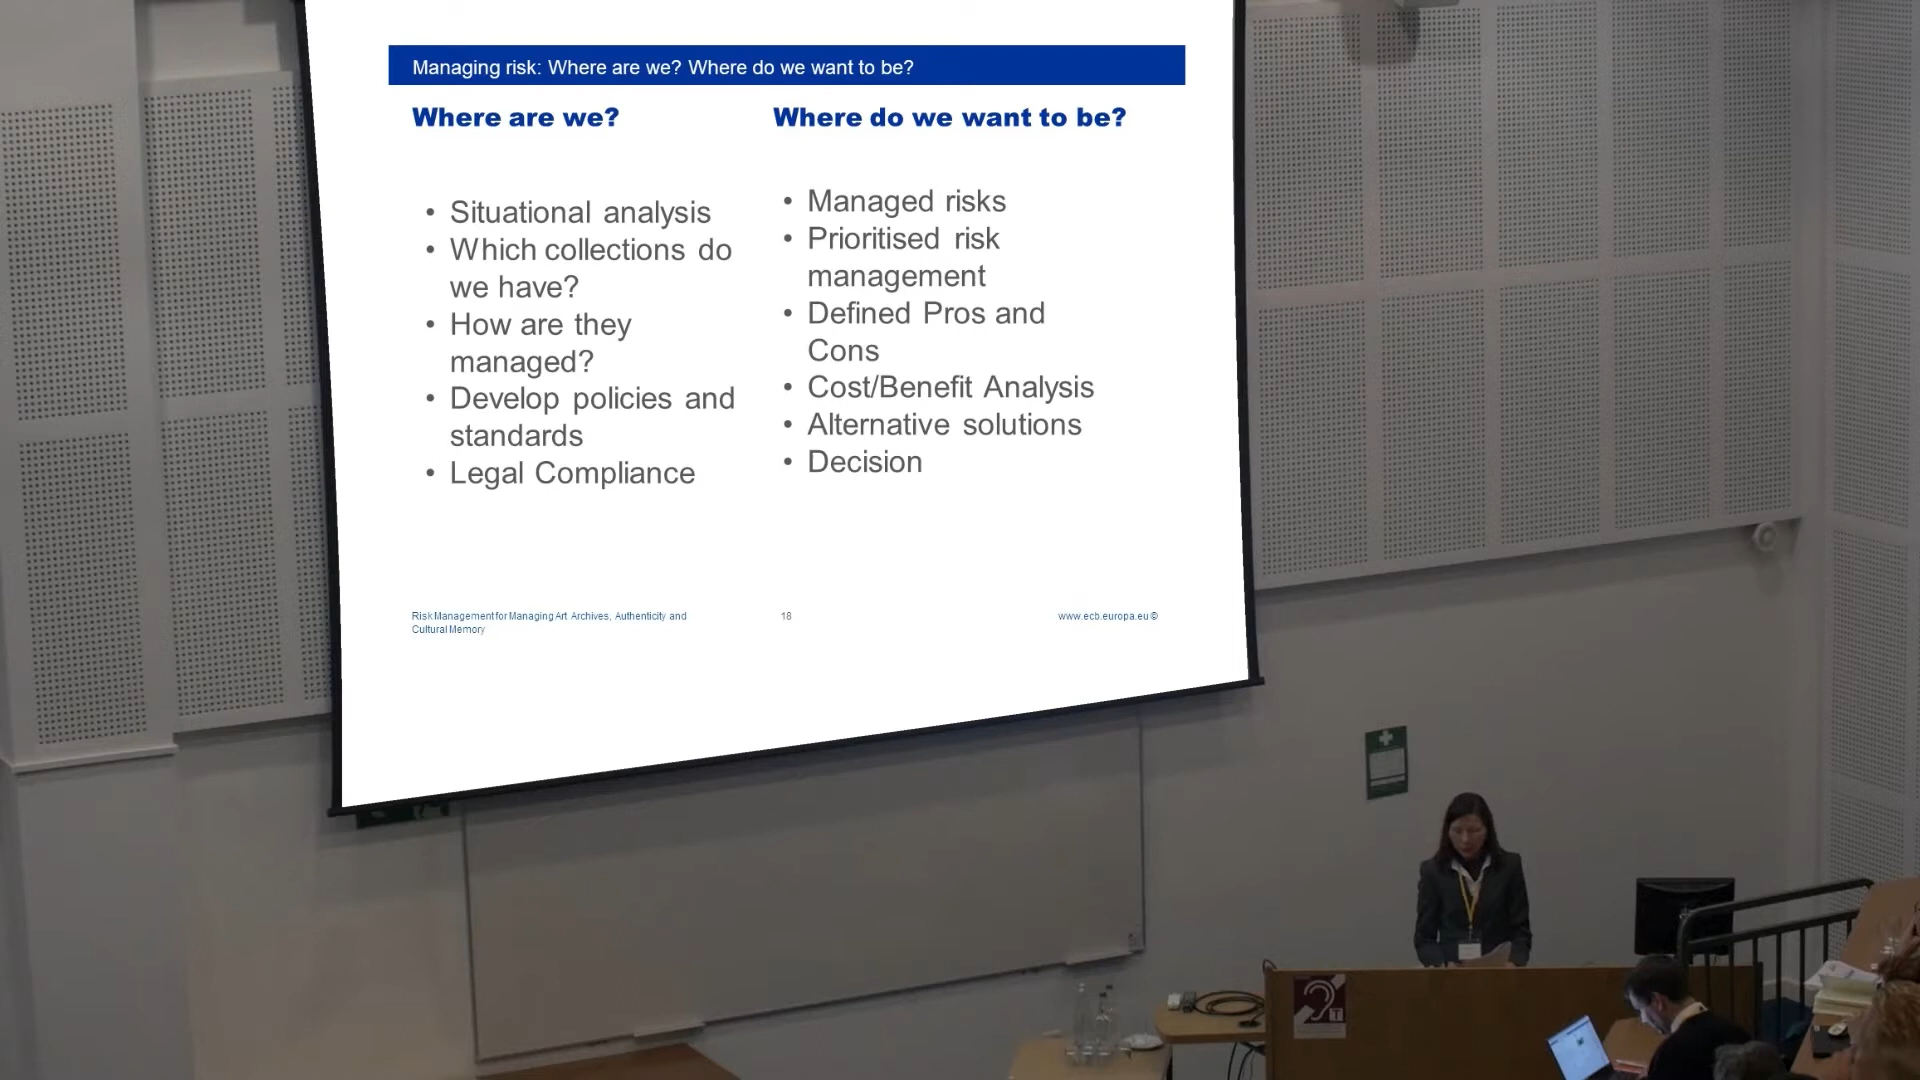 Managing risk: Where are we? Where do we want to be?
Where are we?
• Situational analysis
• Which collections do
we have?
• How are they
managed?
• Develop policies and
standards
• Legal Compliance
Where do we want to be?
• Managed risks
• Prioritised risk
management
• Defined Pros and
Cons
• Cost/Benefit Analysis
• Alternative solutions
• Decision
Risk Management for Managing Art Archives, Authenticity and
Cultural Memory
18
www.ecb.europa.eu ©
T